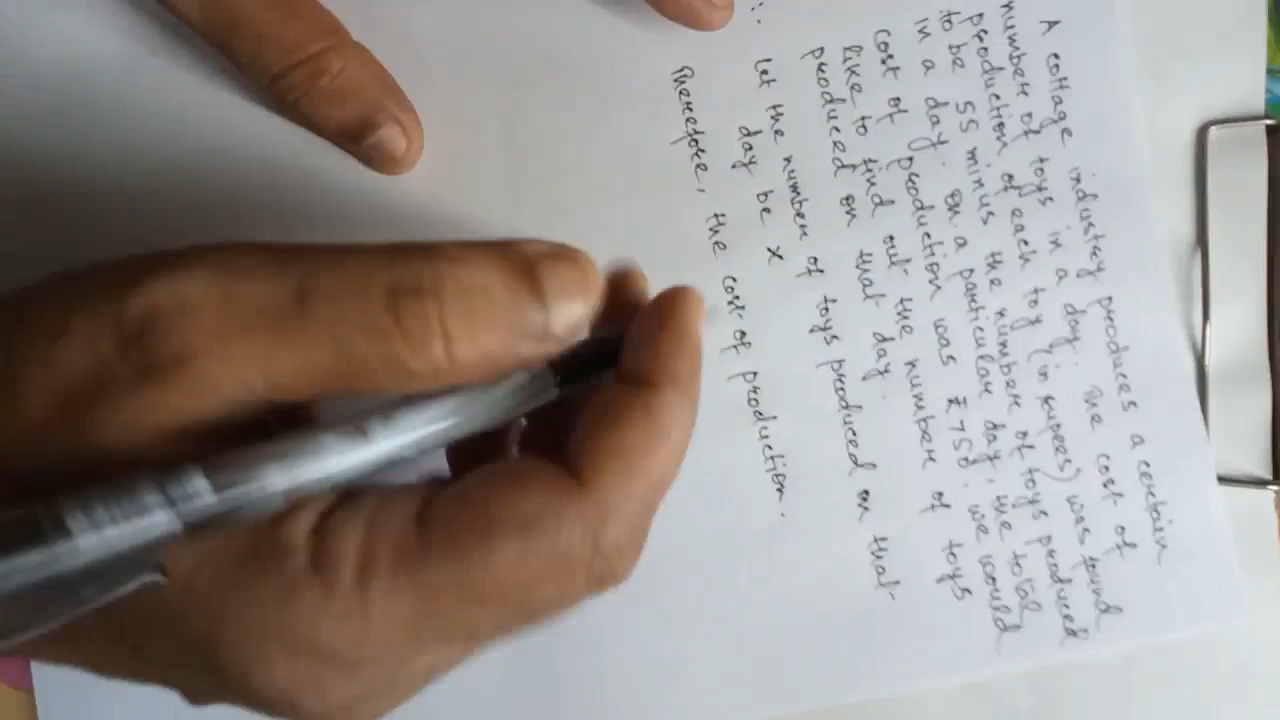 A cottage industry produces a certain
number of toys in a day. The cost of
production of each toy (in rupees) was found
to be 55 minus the number of toys produced
in a day. On a particular day, the total
cost of production was ₹750. we would
like to find out the number of toys
produced on that day.
∴ Let the number of toys produced on that
day be x
Therefore, the cost of production.